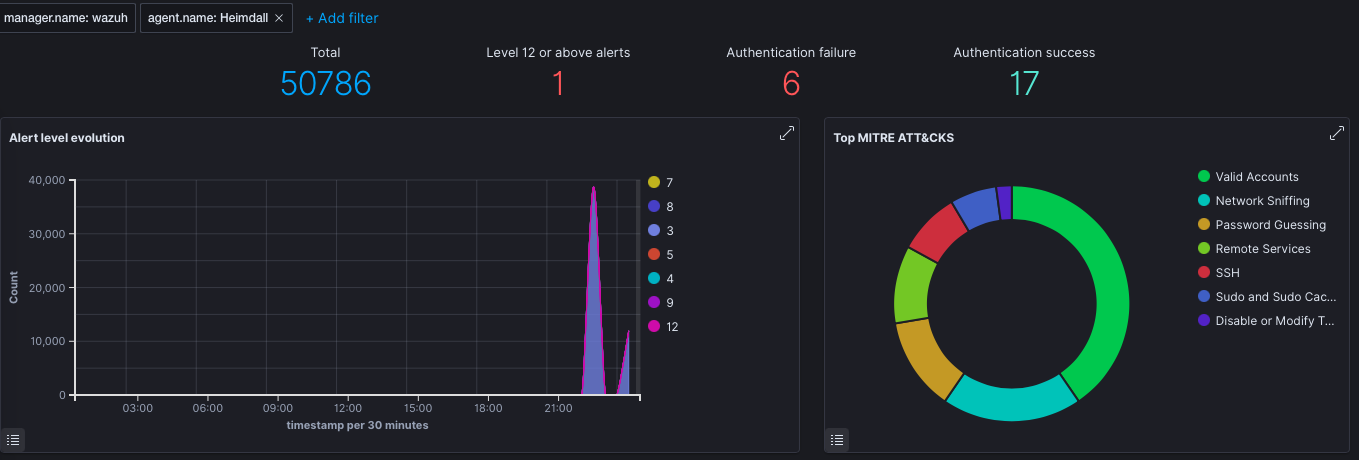 manager.name: wazuh agent.name: Heimdall × + Add filter
Total Level 12 or above alerts Authentication failure Authentication success
50786 1 6 17
Alert level evolution
40,000
30,000
20,000
10,000
0
Count
03:00 06:00 09:00 12:00 15:00 18:00 21:00
timestamp per 30 minutes
7
8
3
5
4
9
12
Top MITRE ATT&CKS
Valid Accounts
Network Sniffing
Password Guessing
Remote Services
SSH
Sudo and Sudo Cac...
Disable or Modify T...